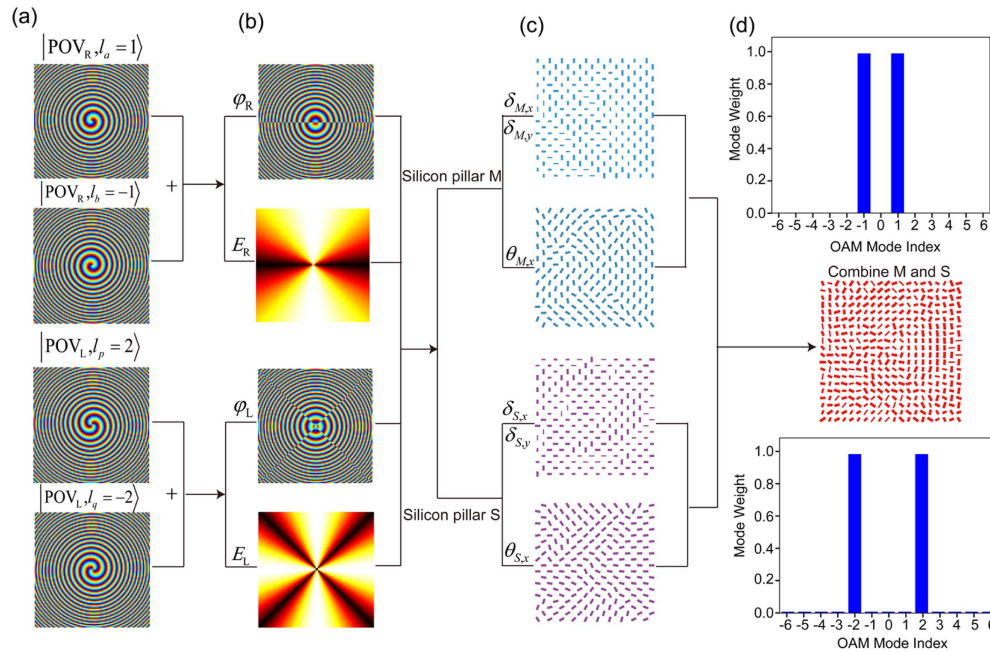 (a)
(b)
(c)
(d)
|POV_R, l_a = 1⟩
|POV_R, l_b = −1⟩
|POV_L, l_p = 2⟩
|POV_L, l_q = −2⟩
+
+
φ_R
E_R
φ_L
E_L
Silicon pillar M
Silicon pillar S
δ_M,x
δ_M,y
θ_M,x
δ_S,x
δ_S,y
θ_S,x
Mode Weight
1.0
0.8
0.6
0.4
0.2
0.0
-6 -5 -4 -3 -2 -1 0 1 2 3 4 5 6
OAM Mode Index
Combine M and S
Mode Weight
1.0
0.8
0.6
0.4
0.2
0.0
-6 -5 -4 -3 -2 -1 0 1 2 3 4 5 6
OAM Mode Index